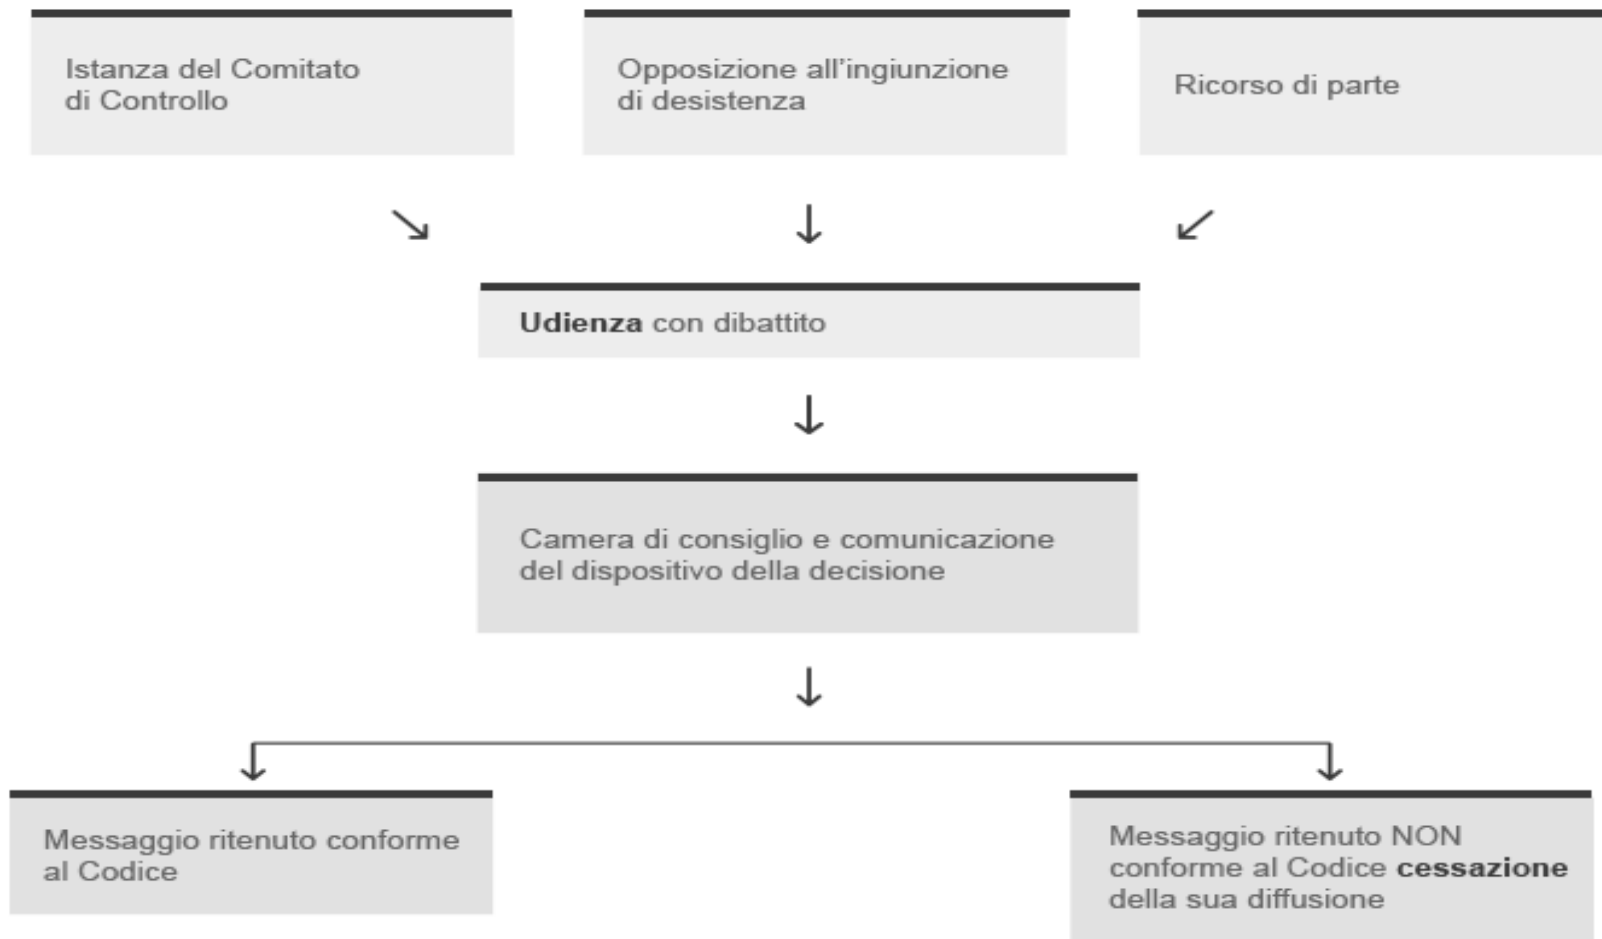 Istanza del Comitato
di Controllo
Opposizione all'ingiunzione
di desistenza
Ricorso di parte
Udienza con dibattito
Camera di consiglio e comunicazione
del dispositivo della decisione
Messaggio ritenuto conforme
al Codice
Messaggio ritenuto NON
conforme al Codice cessazione
della sua diffusione